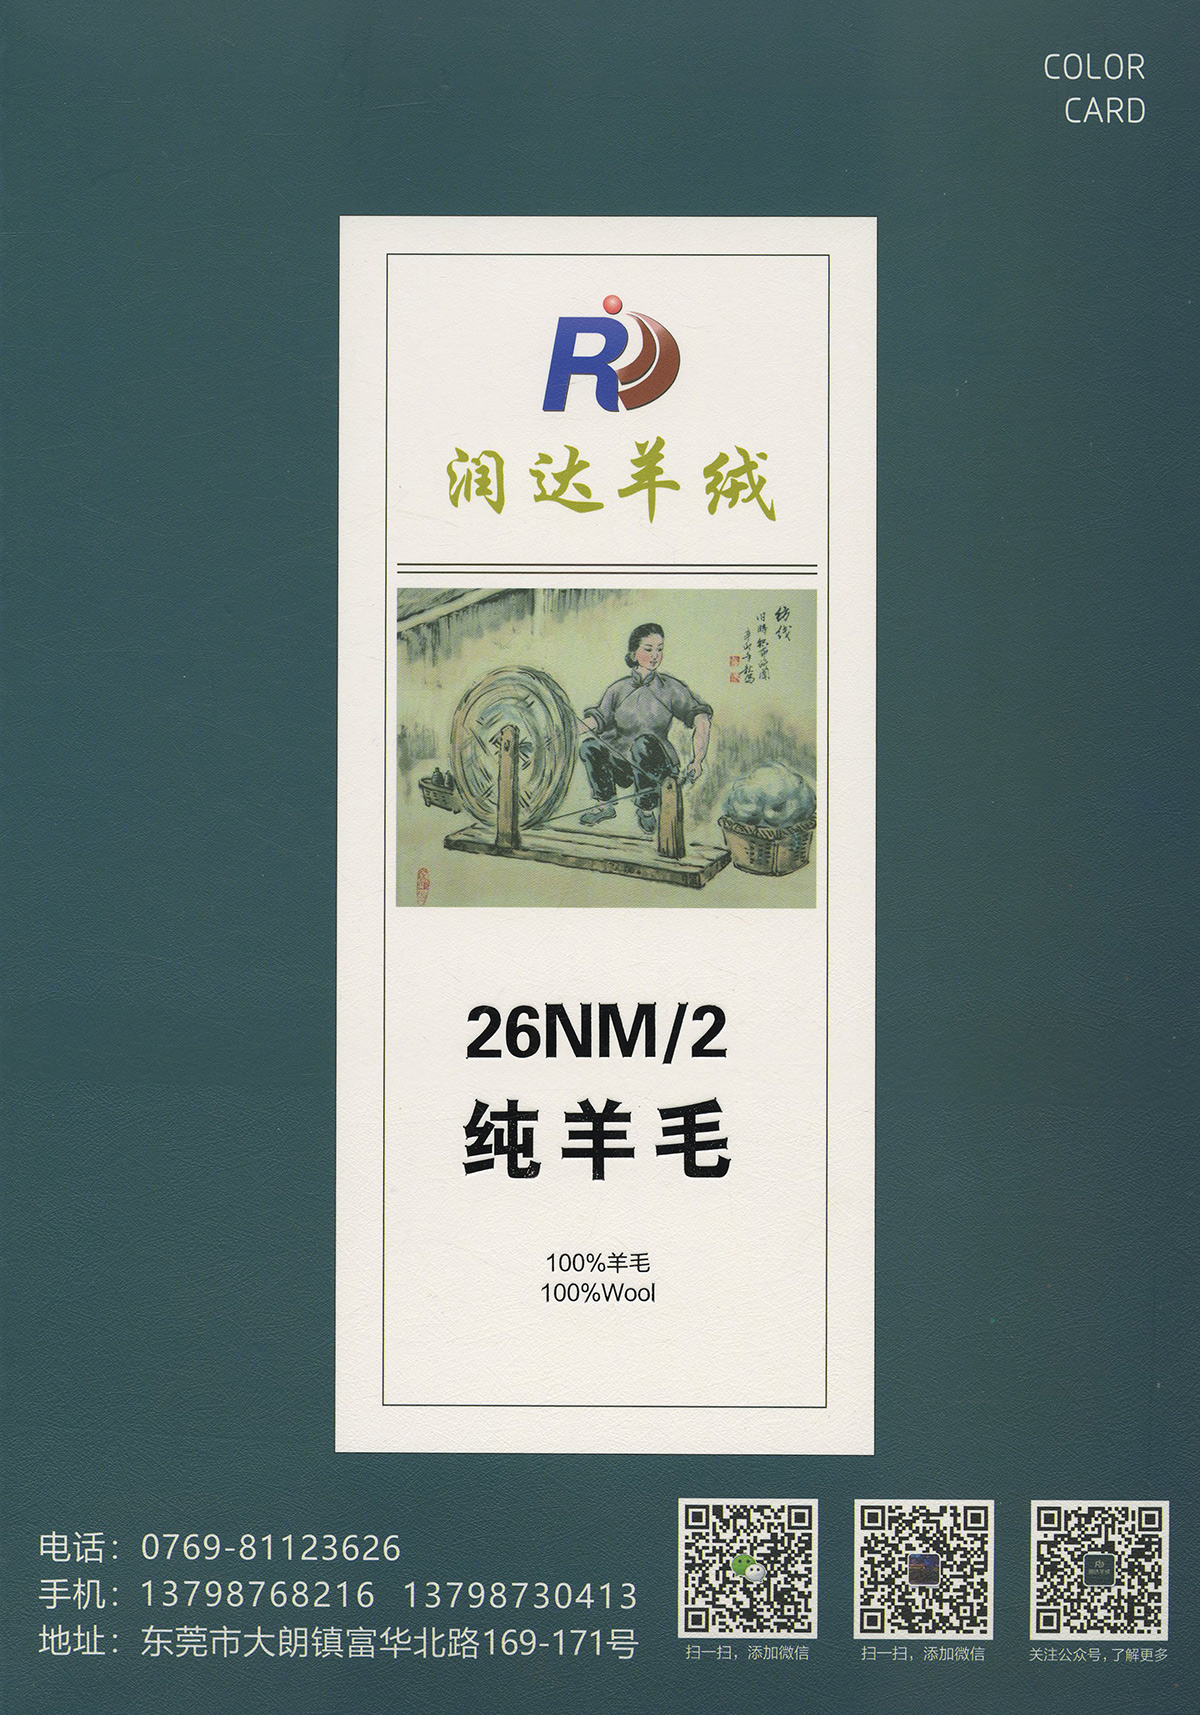 COLOR
CARD
润达羊绒
纺线
26NM/2
纯羊毛
100%羊毛
100%Wool
电话：0769-81123626
手机：13798768216 13798730413
地址：东莞市大朗镇富华北路169-171号
扫一扫，添加微信
扫一扫，添加微信
关注公众号，了解更多